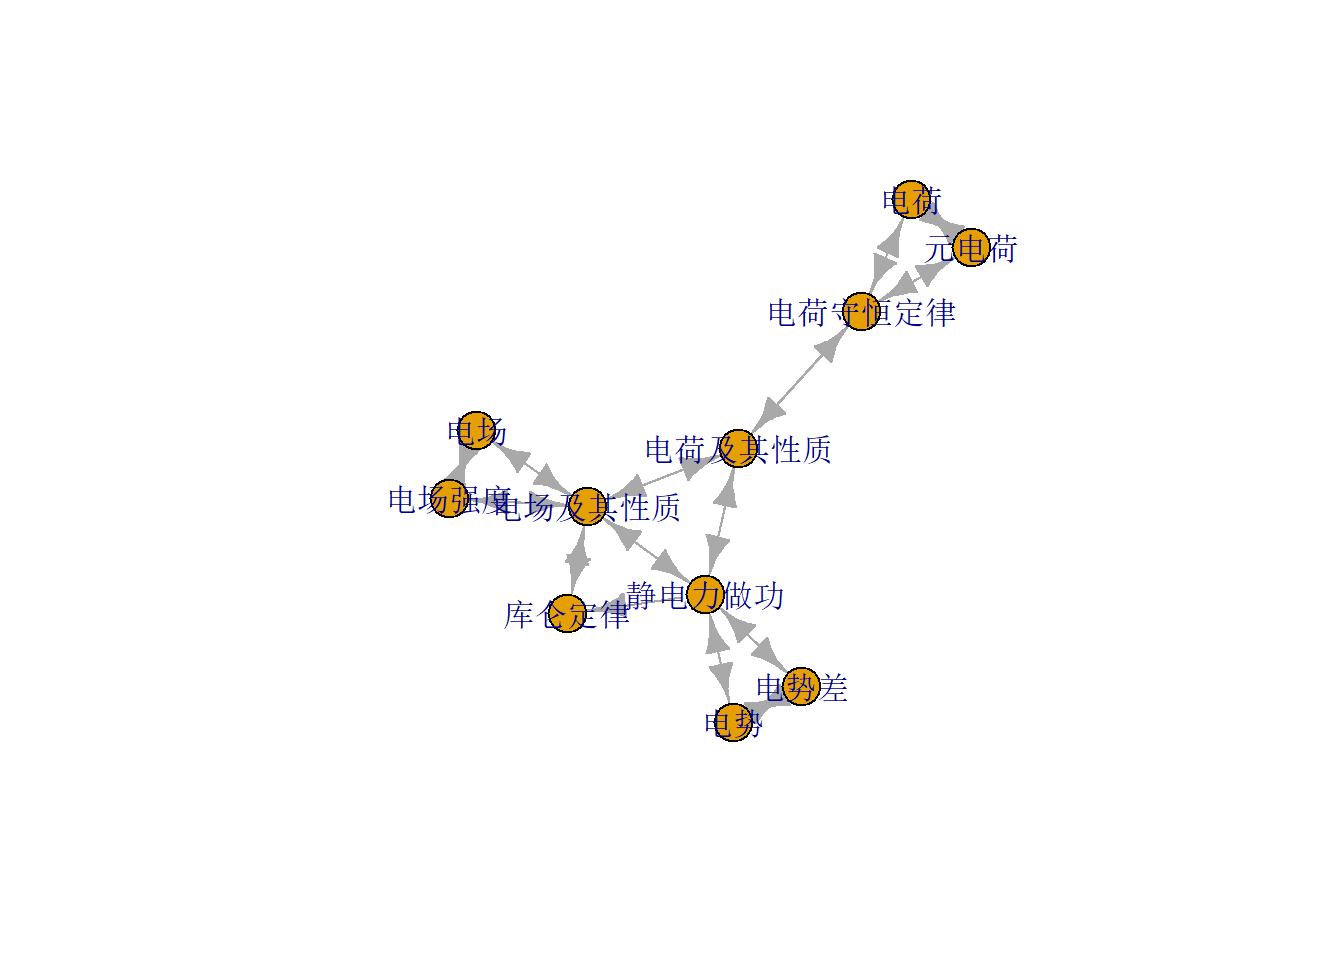 电荷
元电荷
电荷守恒定律
电场
电荷及其性质
电场强度
电场及其性质
静电力做功
库仑定律
电势差
电势